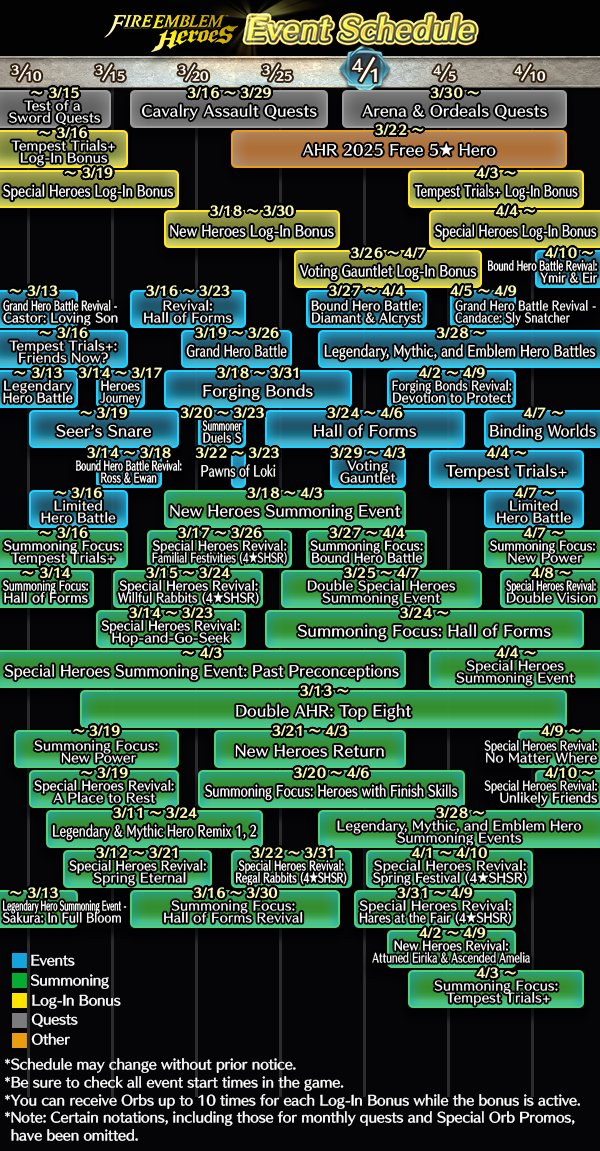 FIRE EMBLEM
Heroes
Event Schedule
3/10
3/15
3/20
3/25
4/1
4/5
4/10
~ 3/15
Test of a
Sword Quests
3/16 ~ 3/29
Cavalry Assault Quests
3/30 ~
Arena & Ordeals Quests
~ 3/16
Tempest Trials+
Log-In Bonus
3/22 ~
AHR 2025 Free 5★ Hero
~ 3/19
Special Heroes Log-In Bonus
4/3 ~
Tempest Trials+ Log-In Bonus
3/18 ~ 3/30
New Heroes Log-In Bonus
4/4 ~
Special Heroes Log-In Bonus
3/26 ~ 4/7
Voting Gauntlet Log-In Bonus
4/10 ~
Bound Hero Battle Revival:
Ymir & Eir
~ 3/13
Grand Hero Battle Revival -
Castor: Loving Son
3/16 ~ 3/23
Revival:
Hall of Forms
3/27 ~ 4/4
Bound Hero Battle:
Diamant & Alcryst
4/5 ~ 4/9
Grand Hero Battle Revival -
Candace: Sly Snatcher
~ 3/16
Tempest Trials+:
Friends Now?
3/19 ~ 3/26
Grand Hero Battle
3/28 ~
Legendary, Mythic, and Emblem Hero Battles
~ 3/13
Legendary
Hero Battle
3/14 ~ 3/17
Heroes
Journey
3/18 ~ 3/31
Forging Bonds
4/2 ~ 4/9
Forging Bonds Revival:
Devotion to Protect
~ 3/19
Seer's Snare
3/20 ~ 3/23
Summoner
Duels S
3/24 ~ 4/6
Hall of Forms
4/7 ~
Binding Worlds
3/14 ~ 3/18
Bound Hero Battle Revival:
Ross & Ewan
3/22 ~ 3/23
Pawns of Loki
3/29 ~ 4/3
Voting
Gauntlet
4/4 ~
Tempest Trials+
~ 3/16
Limited
Hero Battle
3/18 ~ 4/3
New Heroes Summoning Event
4/7 ~
Limited
Hero Battle
~ 3/16
Summoning Focus:
Tempest Trials+
3/17 ~ 3/26
Special Heroes Revival:
Familial Festivities (4★SHSR)
3/27 ~ 4/4
Summoning Focus:
Bound Hero Battle
4/7 ~
Summoning Focus:
New Power
~ 3/14
Summoning Focus:
Hall of Forms
3/15 ~ 3/24
Special Heroes Revival:
Willful Rabbits (4★SHSR)
3/25 ~ 4/7
Double Special Heroes
Summoning Event
4/8 ~
Special Heroes Revival:
Double Vision
3/14 ~ 3/23
Special Heroes Revival:
Hop-and-Go-Seek
3/24 ~
Summoning Focus: Hall of Forms
~ 4/3
Special Heroes Summoning Event: Past Preconceptions
4/4 ~
Special Heroes
Summoning Event
3/13 ~
Double AHR: Top Eight
~ 3/19
Summoning Focus:
New Power
3/21 ~ 4/3
New Heroes Return
4/9 ~
Special Heroes Revival:
No Matter Where
~ 3/19
Special Heroes Revival:
A Place to Rest
3/20 ~ 4/6
Summoning Focus: Heroes with Finish Skills
4/10 ~
Special Heroes Revival:
Unlikely Friends
3/11 ~ 3/24
Legendary & Mythic Hero Remix 1, 2
3/28 ~
Legendary, Mythic, and Emblem Hero
Summoning Events
3/12 ~ 3/21
Special Heroes Revival:
Spring Eternal
3/22 ~ 3/31
Special Heroes Revival:
Regal Rabbits (4★SHSR)
4/1 ~ 4/10
Special Heroes Revival:
Spring Festival (4★SHSR)
~ 3/13
Legendary Hero Summoning Event -
Sakura: In Full Bloom
3/16 ~ 3/30
Summoning Focus:
Hall of Forms Revival
3/31 ~ 4/9
Special Heroes Revival:
Hares at the Fair (4★SHSR)
4/2 ~ 4/9
New Heroes Revival:
Attuned Eirika & Ascended Amelia
4/3 ~
Summoning Focus:
Tempest Trials+
Events
Summoning
Log-In Bonus
Quests
Other
*Schedule may change without prior notice.
*Be sure to check all event start times in the game.
*You can receive Orbs up to 10 times for each Log-In Bonus while the bonus is active.
*Note: Certain notations, including those for monthly quests and Special Orb Promos,
have been omitted.